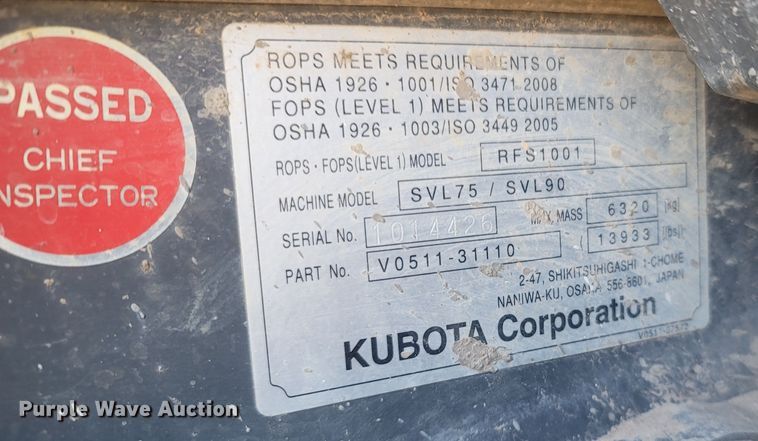 PASSED
CHIEF
NSPECTOR
ROPS MEETS REQUIREMENTS OF
OSHA 1926 · 1001/ISO 3471 2008
FOPS (LEVEL 1) MEETS REQUIREMENTS OF
OSHA 1926 · 1003/ISO 3449 2005
ROPS · FOPS(LEVEL 1) MODEL RFS1001
MACHINE MODEL SVL75 / SVL90
SERIAL No. 1014426 MAX. MASS 6320 (kg)
PART No. V0511-31110 (13933 (lbs))
2-47, SHIKITSUHIGASHI 1-CHOME
NANIWA-KU, OSAKA 556-8601, JAPAN
KUBOTA Corporation
Purple Wave Auction